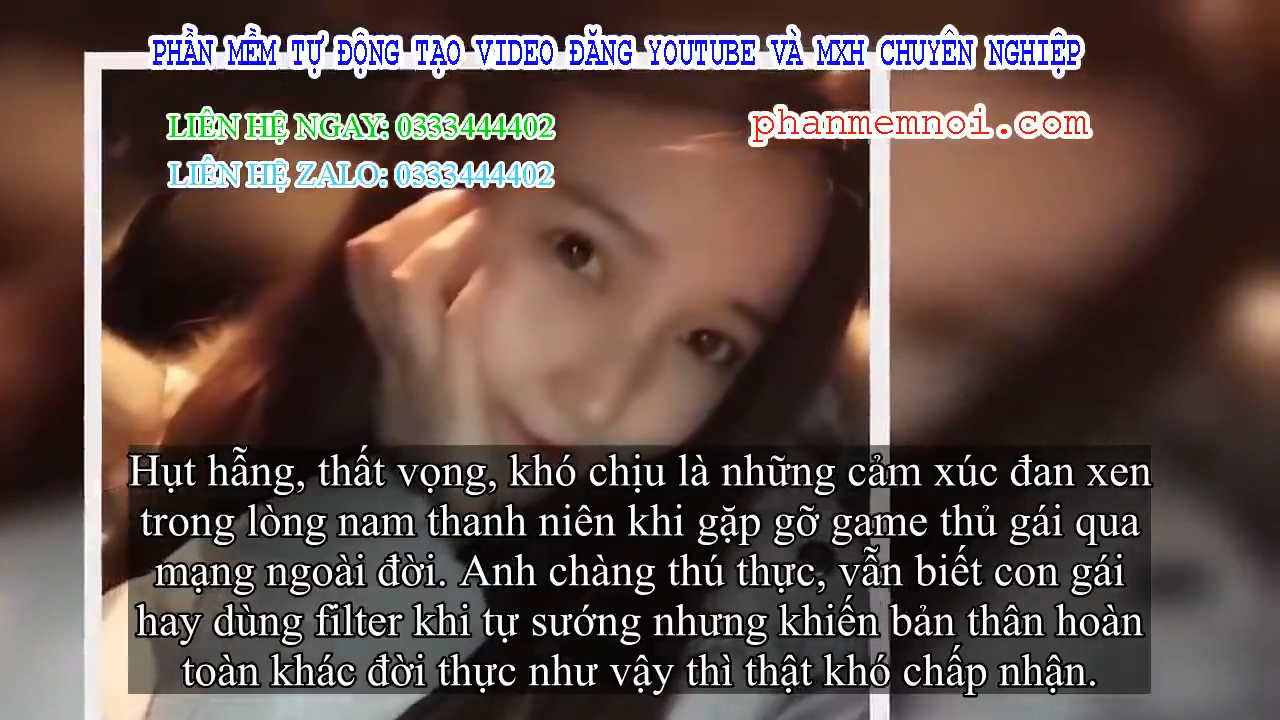 PHẦN MỀM TỰ ĐỘNG TẠO VIDEO ĐĂNG YOUTUBE VÀ MXH CHUYÊN NGHIỆP
LIÊN HỆ NGAY: 0333444402
phanmemnoi.com
LIÊN HỆ ZALO: 0333444402
Hụt hẫng, thất vọng, khó chịu là những cảm xúc đan xen
trong lòng nam thanh niên khi gặp gỡ game thủ gái qua
mạng ngoài đời. Anh chàng thú thực, vẫn biết con gái
hay dùng filter khi tự sướng nhưng khiến bản thân hoàn
toàn khác đời thực như vậy thì thật khó chấp nhận.